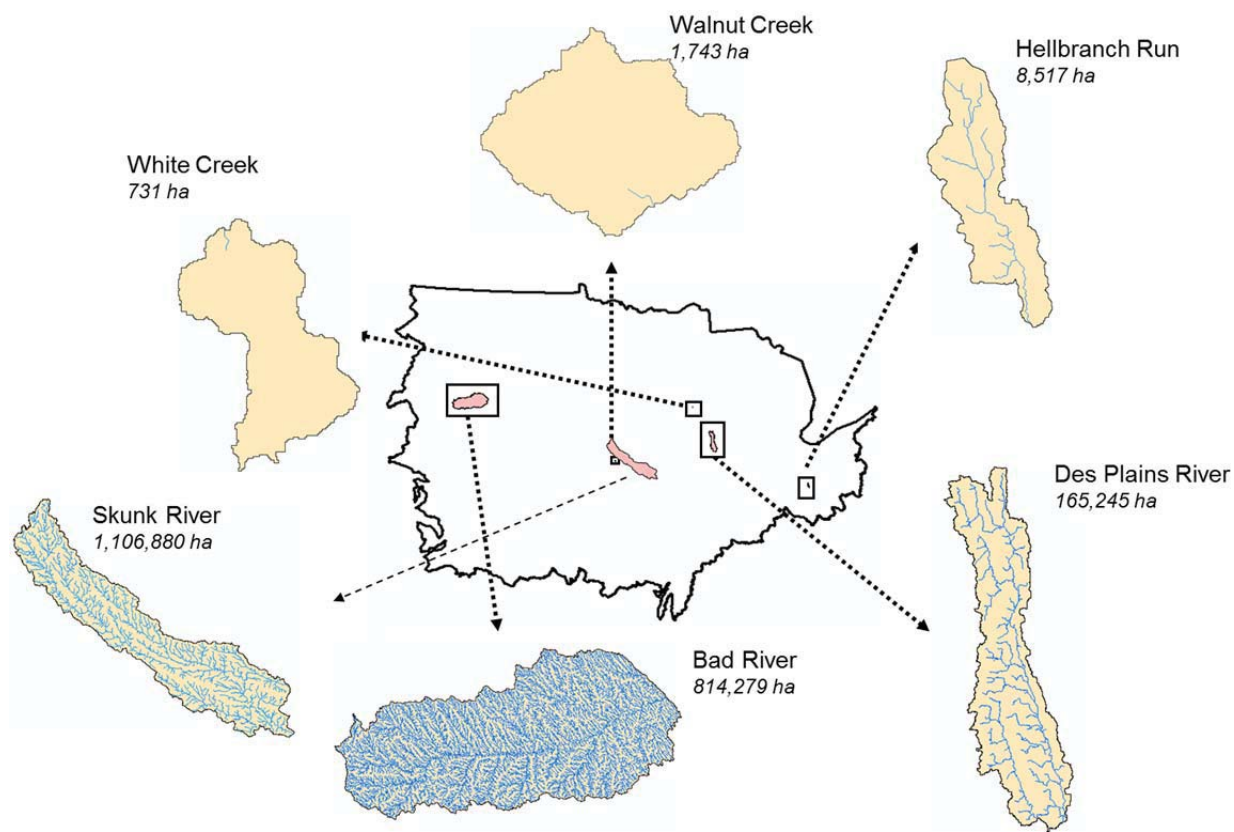 Walnut Creek
1,743 ha
Hellbranch Run
8,517 ha
White Creek
731 ha
Des Plains River
165,245 ha
Skunk River
1,106,880 ha
Bad River
814,279 ha